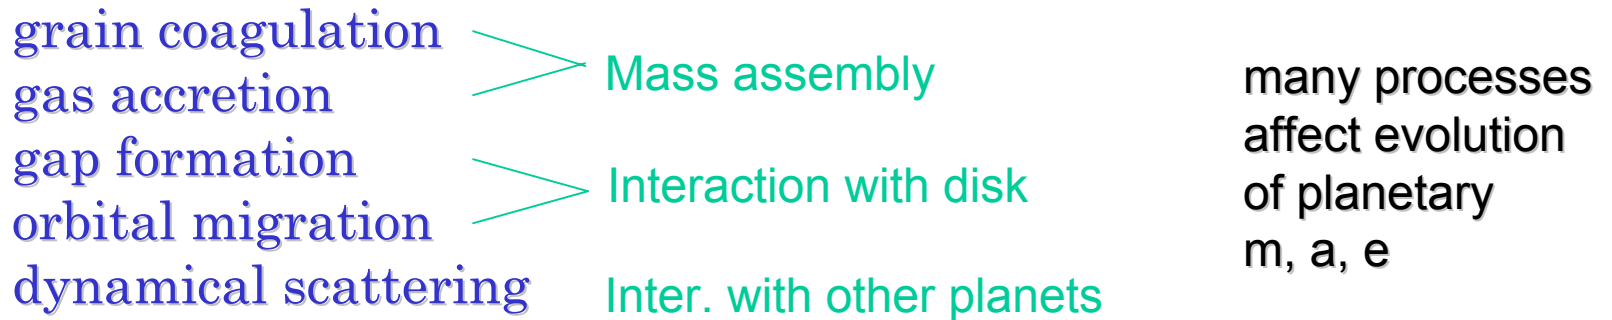 grain coagulation
gas accretion
gap formation
orbital migration
dynamical scattering
Mass assembly
Interaction with disk
Inter. with other planets
many processes
affect evolution
of planetary
m, a, e